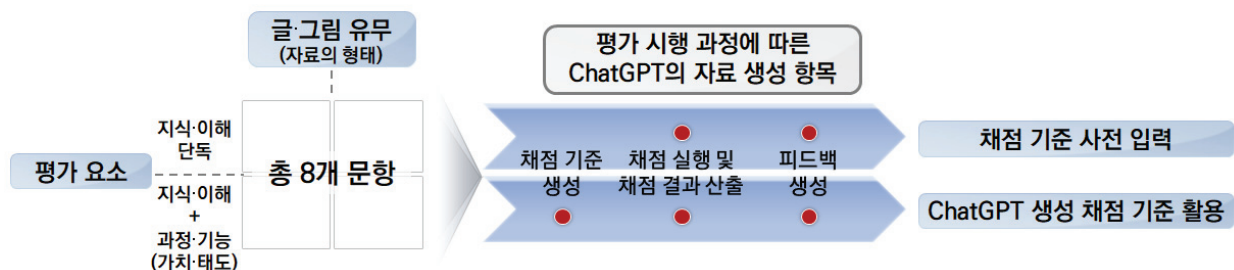 글·그림 유무
(자료의 형태)
평가 요소
지식·이해
단독
지식·이해
+
과정·기능
(가치·태도)
총 8개 문항
평가 시행 과정에 따른
ChatGPT의 자료 생성 항목
채점 기준
생성
채점 실행 및
채점 결과 산출
피드백
생성
채점 기준 사전 입력
ChatGPT 생성 채점 기준 활용